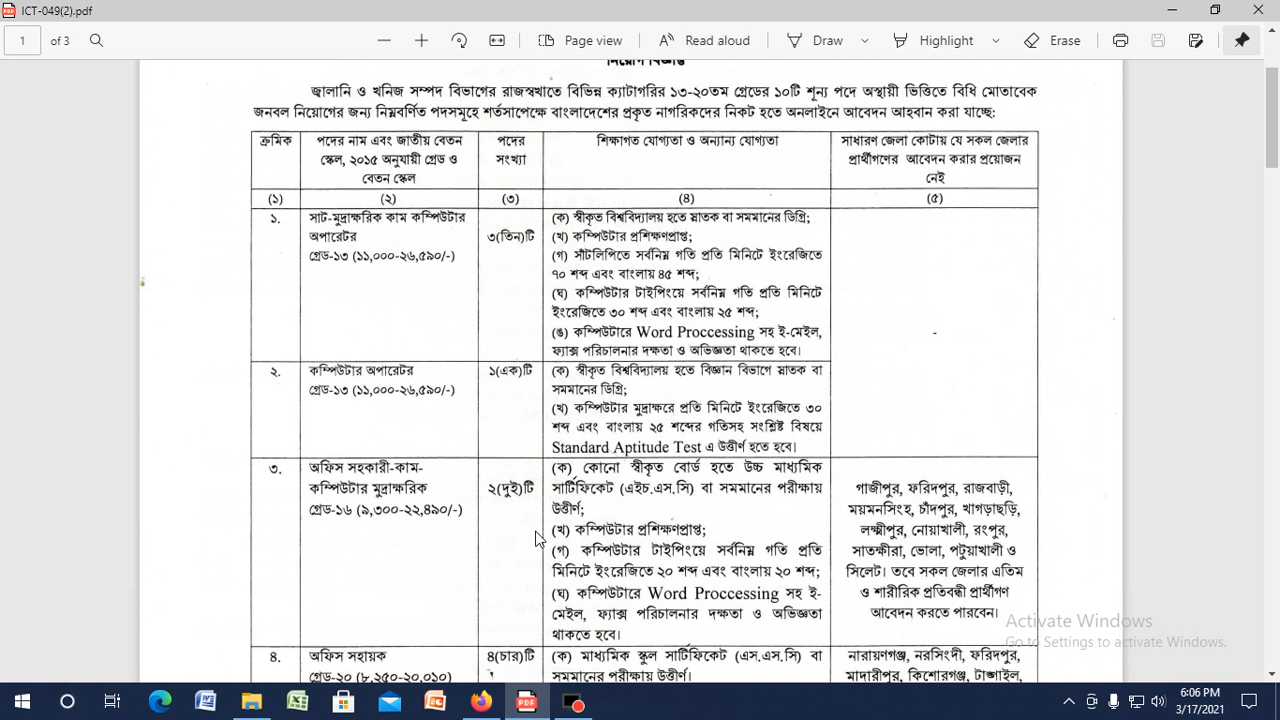 ICT-049(2).pdf
1 of 3 Page view Read aloud Draw Highlight Erase
নিয়োগ বিজ্ঞপ্তি
জ্বালানি ও খনিজ সম্পদ বিভাগের রাজস্বখাতে বিভিন্ন ক্যাটাগরির ১৩-২০তম গ্রেডের ১০টি শূন্য পদে অস্থায়ী ভিত্তিতে বিধি মোতাবেক
জনবল নিয়োগের জন্য নিম্নবর্ণিত পদসমূহে শর্তসাপেক্ষে বাংলাদেশের প্রকৃত নাগরিকদের নিকট হতে অনলাইনে আবেদন আহবান করা যাচ্ছে:
ক্রমিক
পদের নাম এবং জাতীয় বেতন
স্কেল, ২০১৫ অনুযায়ী গ্রেড ও
বেতন স্কেল
পদের
সংখ্যা
শিক্ষাগত যোগ্যতা ও অন্যান্য যোগ্যতা
সাধারণ জেলা কোটায় যে সকল জেলার
প্রার্থীগণের আবেদন করার প্রয়োজন
নেই
(১) (২) (৩) (৪) (৫)
১.
সাট-মুদ্রাক্ষরিক কাম কম্পিউটার
অপারেটর
গ্রেড-১৩ (১১,০০০-২৬,৫৯০/-)
৩(তিন)টি
(ক) স্বীকৃত বিশ্ববিদ্যালয় হতে স্নাতক বা সমমানের ডিগ্রি;
(খ) কম্পিউটার প্রশিক্ষণপ্রাপ্ত;
(গ) সাঁটলিপিতে সর্বনিম্ন গতি প্রতি মিনিটে ইংরেজিতে
৭০ শব্দ এবং বাংলায় ৪৫ শব্দ;
(ঘ) কম্পিউটার টাইপিংয়ে সর্বনিম্ন গতি প্রতি মিনিটে
ইংরেজিতে ৩০ শব্দ এবং বাংলায় ২৫ শব্দ;
(ঙ) কম্পিউটারে Word Proccessing সহ ই-মেইল,
ফ্যাক্স পরিচালনার দক্ষতা ও অভিজ্ঞতা থাকতে হবে।
-
২.
কম্পিউটার অপারেটর
গ্রেড-১৩ (১১,০০০-২৬,৫৯০/-)
১(এক)টি
(ক) স্বীকৃত বিশ্ববিদ্যালয় হতে বিজ্ঞান বিভাগে স্নাতক বা
সমমানের ডিগ্রি;
(খ) কম্পিউটার মুদ্রাক্ষরে প্রতি মিনিটে ইংরেজিতে ৩০
শব্দ এবং বাংলায় ২৫ শব্দের গতিসহ সংশ্লিষ্ট বিষয়ে
Standard Aptitude Test এ উত্তীর্ণ হতে হবে।
৩.
অফিস সহকারী-কাম-
কম্পিউটার মুদ্রাক্ষরিক
গ্রেড-১৬ (৯,৩০০-২২,৪৯০/-)
২(দুই)টি
(ক) কোনো স্বীকৃত বোর্ড হতে উচ্চ মাধ্যমিক
সার্টিফিকেট (এইচ.এস.সি) বা সমমানের পরীক্ষায়
উত্তীর্ণ;
(খ) কম্পিউটার প্রশিক্ষণপ্রাপ্ত;
(গ) কম্পিউটার টাইপিংয়ে সর্বনিম্ন গতি প্রতি
মিনিটে ইংরেজিতে ২০ শব্দ এবং বাংলায় ২০ শব্দ;
(ঘ) কম্পিউটারে Word Proccessing সহ ই-
মেইল, ফ্যাক্স পরিচালনার দক্ষতা ও অভিজ্ঞতা
থাকতে হবে।
গাজীপুর, ফরিদপুর, রাজবাড়ী,
ময়মনসিংহ, চাঁদপুর, খাগড়াছড়ি,
লক্ষ্মীপুর, নোয়াখালী, রংপুর,
সাতক্ষীরা, ভোলা, পটুয়াখালী ও
সিলেট। তবে সকল জেলার এতিম
ও শারীরিক প্রতিবন্ধী প্রার্থীগণ
আবেদন করতে পারবেন।
৪.
অফিস সহায়ক
গ্রেড-২০ (৮,২৫০-২০,০১০)
৪(চার)টি
(ক) মাধ্যমিক স্কুল সার্টিফিকেট (এস.এস.সি) বা
সমমানের পরীক্ষায় উত্তীর্ণ।
নারায়ণগঞ্জ, নরসিংদী, ফরিদপুর,
মাদারীপুর, কিশোরগঞ্জ, টাঙ্গাইল,
Activate Windows
Go to Settings to activate Windows.
6:06 PM
3/17/2021